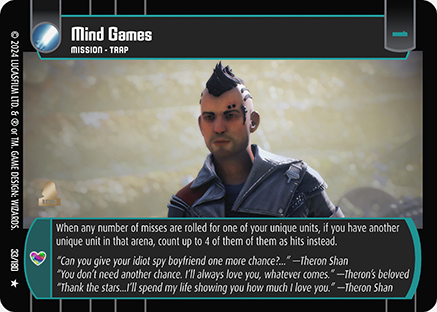 Mind Games
MISSION - TRAP
When any number of misses are rolled for one of your unique units, if you have another
unique unit in that arena, count up to 4 of them of them as hits instead.
“Can you give your idiot spy boyfriend one more chance?...” —Theron Shan
“You don’t need another chance. I’ll always love you, whatever comes.” —Theron’s beloved
“Thank the stars...I’ll spend my life showing you how much I love you.” —Theron Shan
© 2024 LUCASFILM LTD. & ® or TM. GAME DESIGN: WIZARDS.